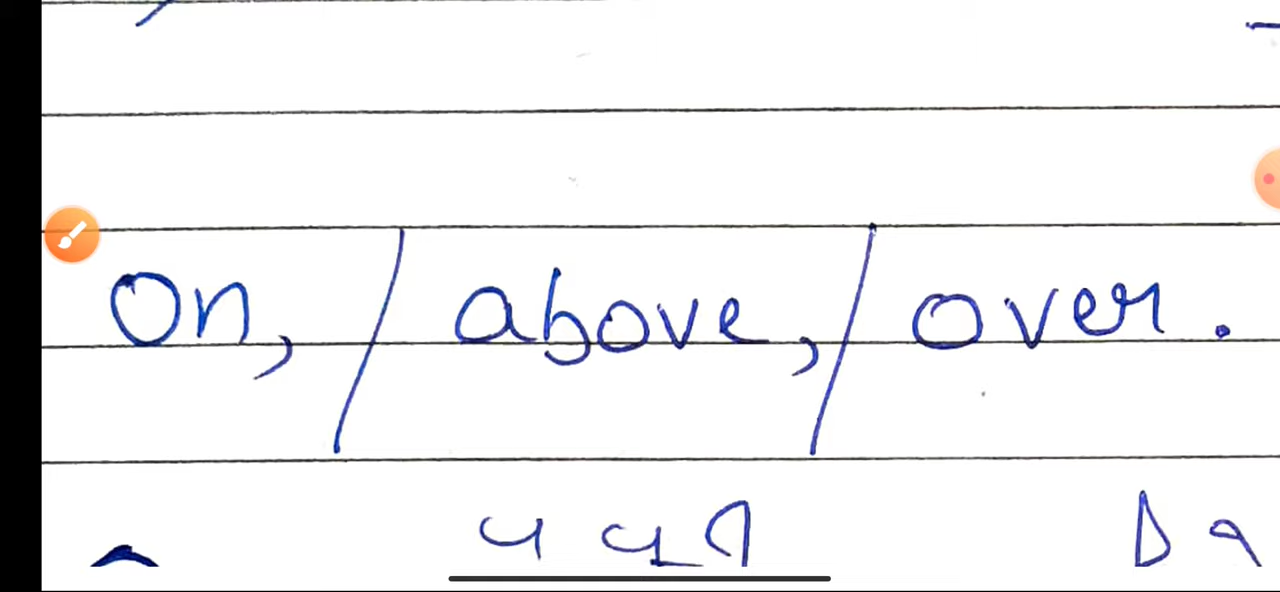 On, / above, / over.